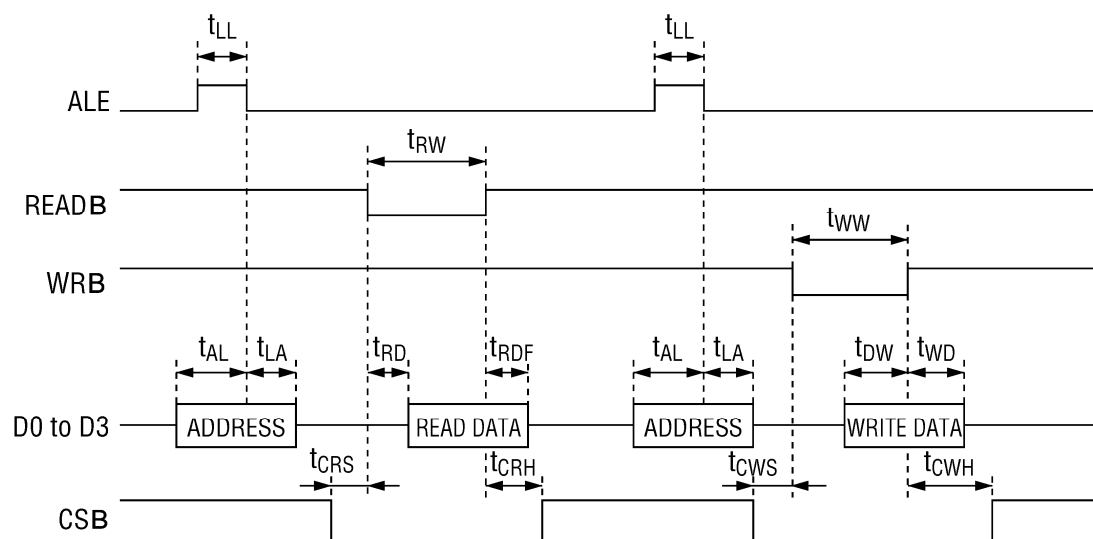 tLL tLL
ALE
tRW
READB
tWW
WRB
tAL tLA tRD tRDF tAL tLA tDW tWD
D0 to D3 ADDRESS READ DATA ADDRESS WRITE DATA
tCRS tCRH tCWS tCWH
CSB